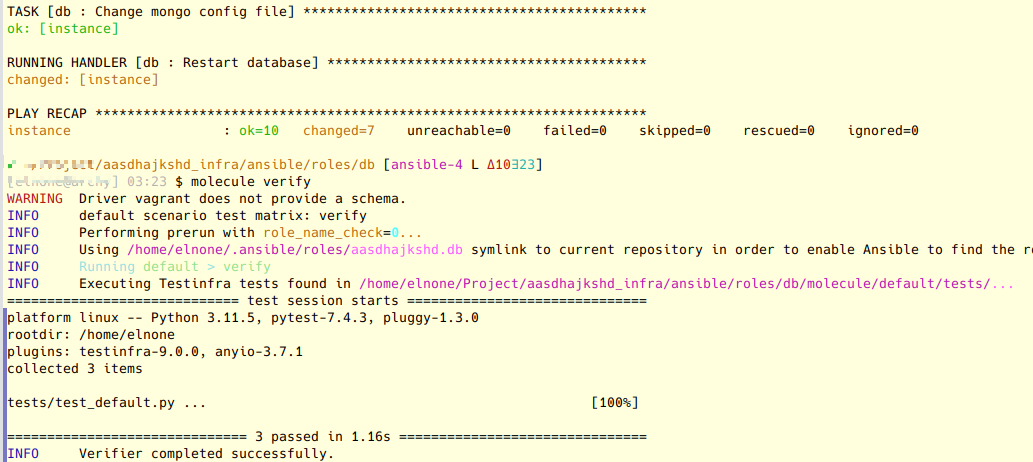 TASK [db : Change mongo config file] *******************************************
ok: [instance]
RUNNING HANDLER [db : Restart database] ****************************************
changed: [instance]
PLAY RECAP *********************************************************************
instance                   : ok=10   changed=7    unreachable=0    failed=0    skipped=0    rescued=0    ignored=0
/aasdhajkshd_infra/ansible/roles/db [ansible-4 L Δ10∃23]
03:23 $ molecule verify
WARNING  Driver vagrant does not provide a schema.
INFO     default scenario test matrix: verify
INFO     Performing prerun with role_name_check=0...
INFO     Using /home/elnone/.ansible/roles/aasdhajkshd.db symlink to current repository in order to enable Ansible to find the
INFO     Running default > verify
INFO     Executing Testinfra tests found in /home/elnone/Project/aasdhajkshd_infra/ansible/roles/db/molecule/default/tests/...
============================= test session starts ==============================
platform linux -- Python 3.11.5, pytest-7.4.3, pluggy-1.3.0
rootdir: /home/elnone
plugins: testinfra-9.0.0, anyio-3.7.1
collected 3 items
tests/test_default.py ...                                                [100%]
============================== 3 passed in 1.16s ===============================
INFO     Verifier completed successfully.